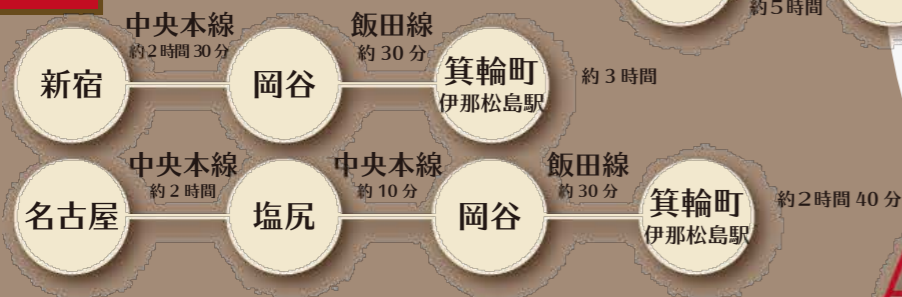 約5時間
中央本線 飯田線
約2時間30分 約30分
新宿 岡谷 箕輪町 約3時間
伊那松島駅
中央本線 中央本線 飯田線
約2時間 約10分 約30分
名古屋 塩尻 岡谷 箕輪町 約2時間40分
伊那松島駅